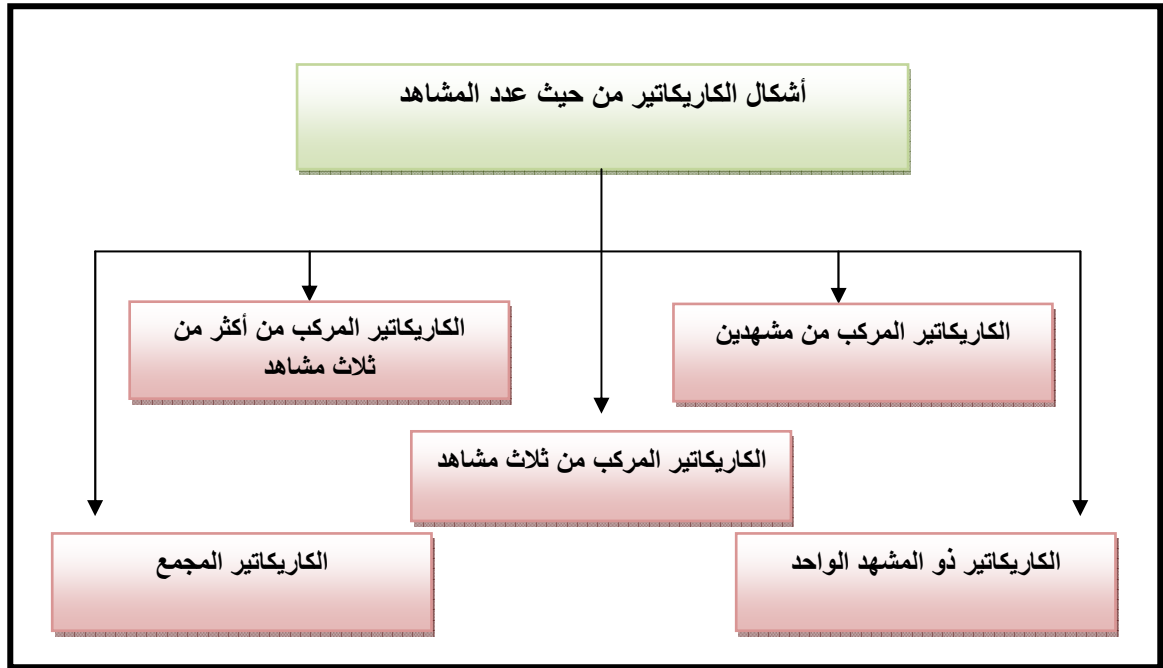 أشكال الكاريكاتير من حيث عدد المشاهد
الكاريكاتير المركب من مشهدين
الكاريكاتير المركب من أكثر من
ثلاث مشاهد
الكاريكاتير المركب من ثلاث مشاهد
الكاريكاتير ذو المشهد الواحد
الكاريكاتير المجمع